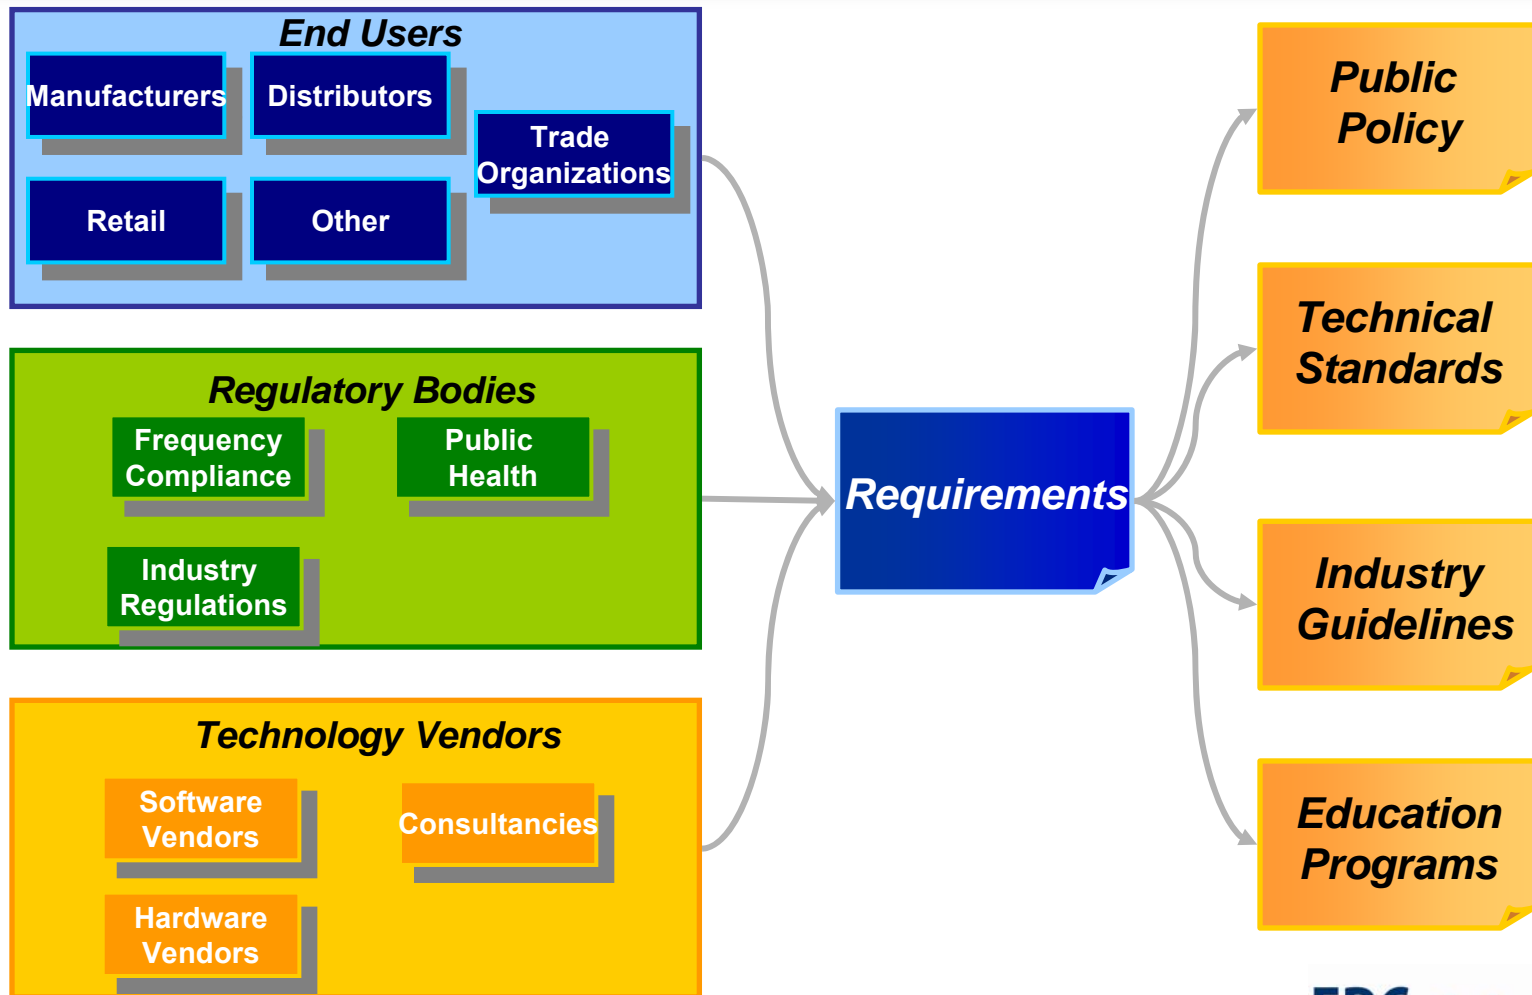 End Users
Manufacturers
Distributors
Trade
Organizations
Retail
Other
Regulatory Bodies
Frequency
Compliance
Public
Health
Industry
Regulations
Technology Vendors
Software
Vendors
Consultancies
Hardware
Vendors
Requirements
Public
Policy
Technical
Standards
Industry
Guidelines
Education
Programs